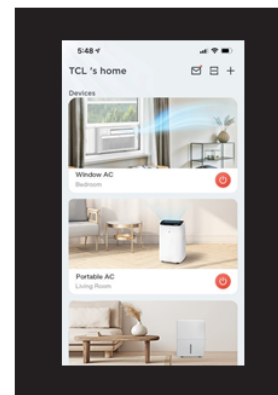 5:48
TCL 's home
Devices
Window AC
Bedroom
Portable AC
Living Room